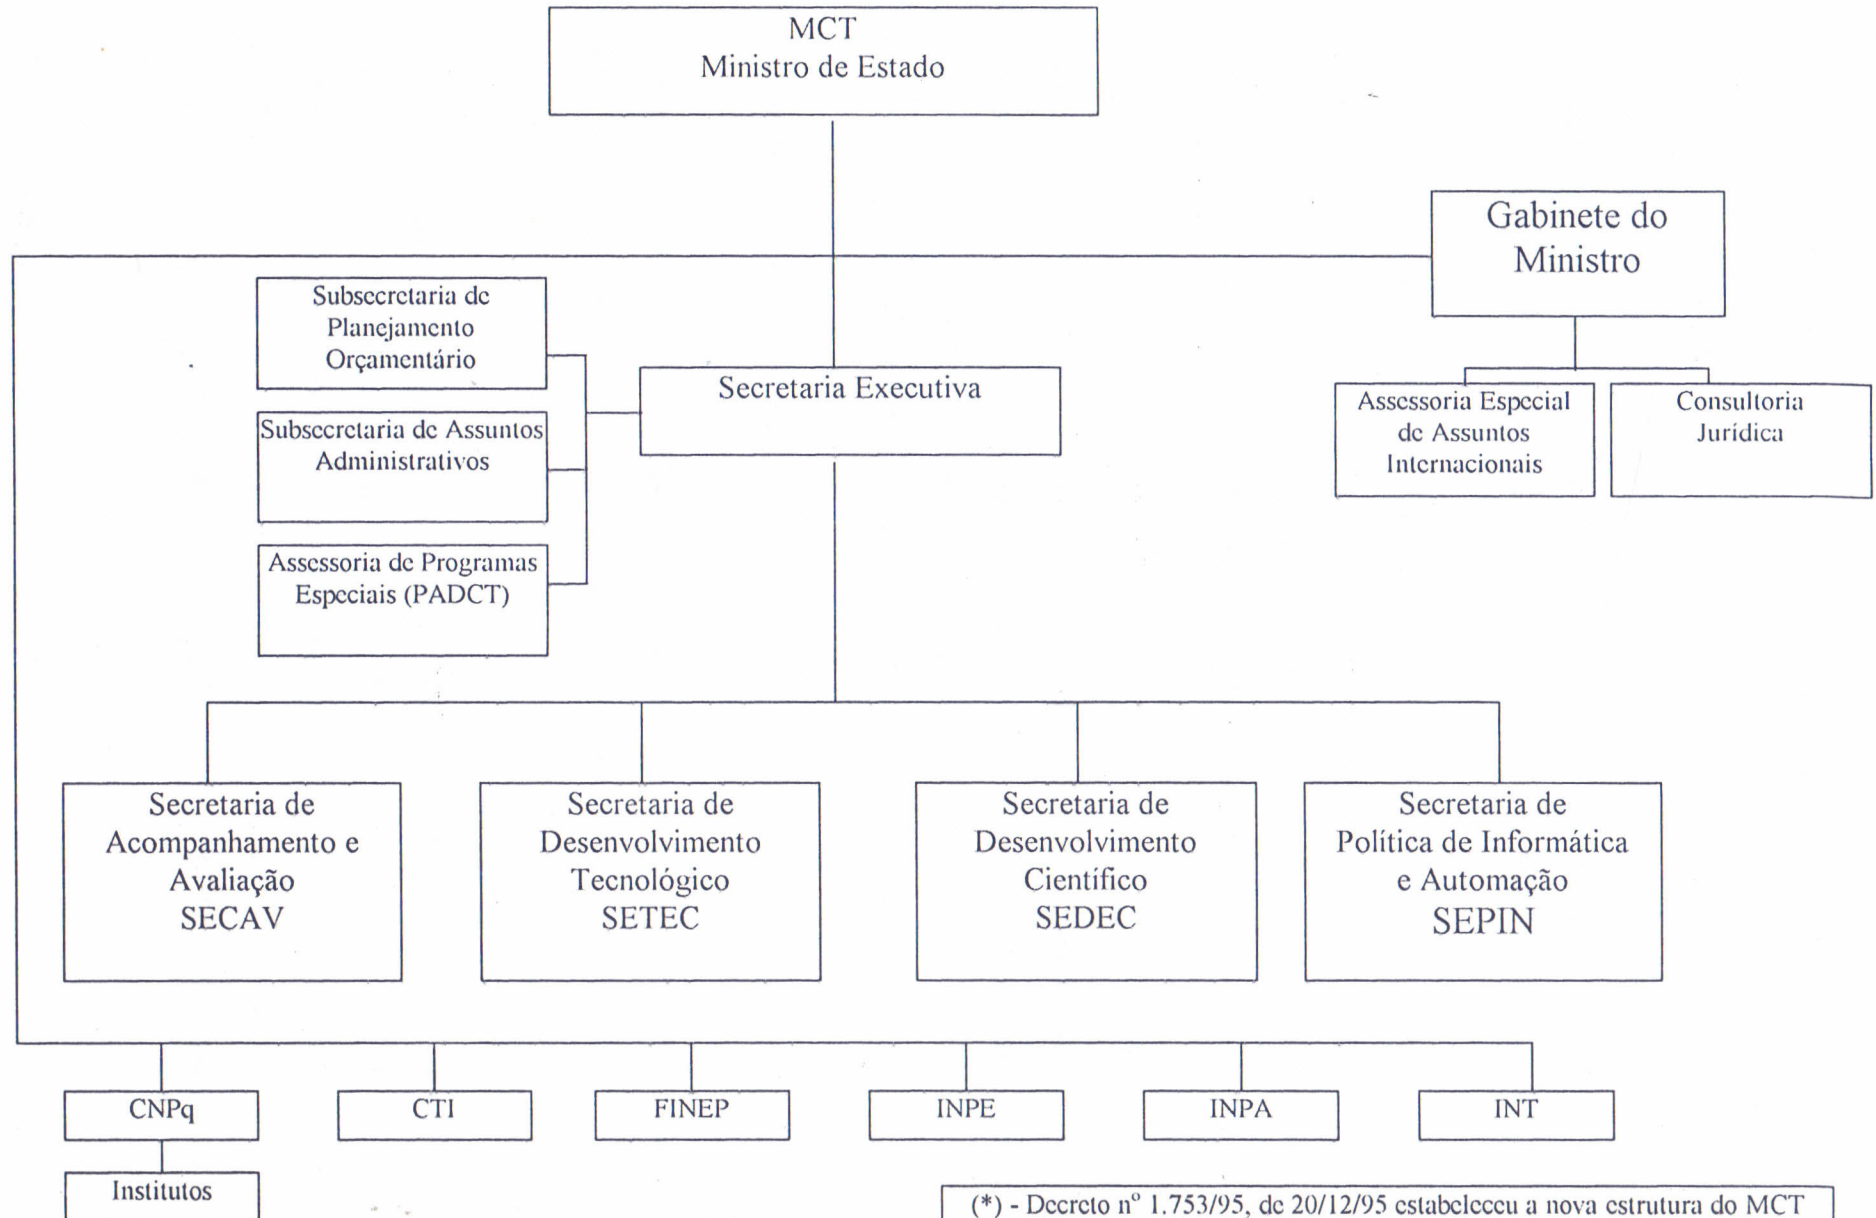 MCT
Ministro de Estado
Gabinete do
Ministro
Subsecretaria de
Planejamento
Orçamentário
Secretaria Executiva
Assessoria Especial
de Assuntos
Internacionais
Consultoria
Jurídica
Subsecretaria de Assuntos
Administrativos
Assessoria de Programas
Especiais (PADCT)
Secretaria de
Acompanhamento e
Avaliação
SECAV
Secretaria de
Desenvolvimento
Tecnológico
SETEC
Secretaria de
Desenvolvimento
Científico
SEDEC
Secretaria de
Política de Informática
e Automação
SEPIN
CNPq
CTI
FINEP
INPE
INPA
INT
Institutos
(*) - Decreto nº 1.753/95, de 20/12/95 estabeleceu a nova estrutura do MCT